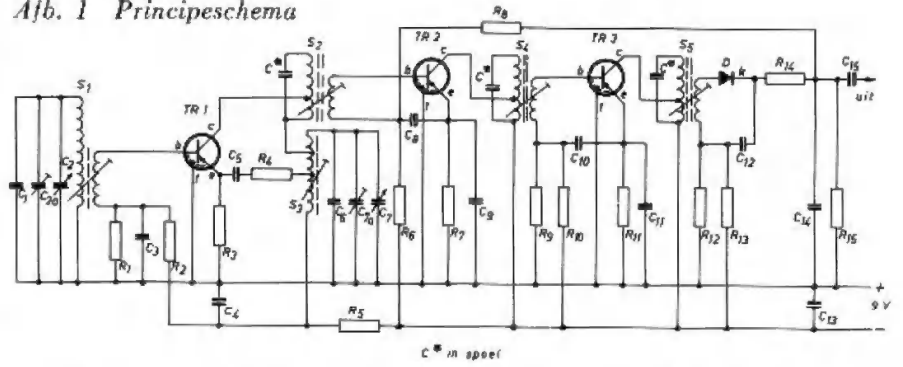 Afb. 1 Principeschema
R8
S2
TR 2
c
S4
TR 3
c
S5
C*
C*
C*
D
k
R14
C15
uit
S1
TR 1
c
b
b
b
f
e
f
e
f
e
C8
C10
C12
C5
R4
C1
C2a
C2
S3
C6
C7a
C7
R6
R7
C9
R9
R10
R11
C11
R12
R13
C14
R15
R1
C3
R2
R3
+
9 V
C4
R5
C13
−
C* in spoel